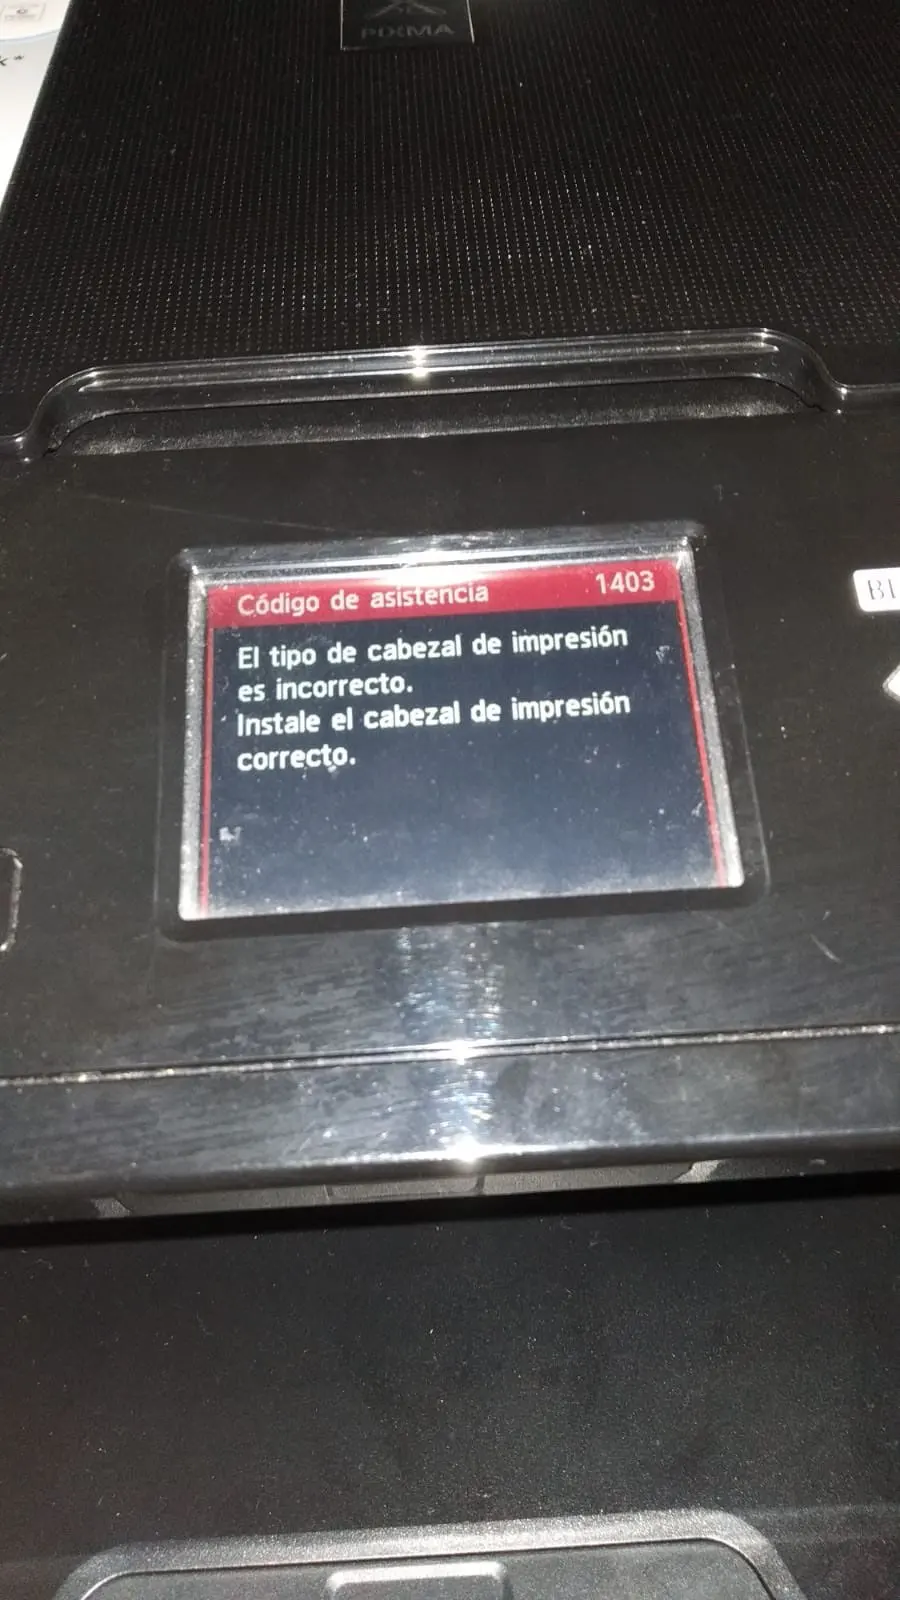 PIXMA
Código de asistencia 1403
El tipo de cabezal de impresión
es incorrecto.
Instale el cabezal de impresión
correcto.